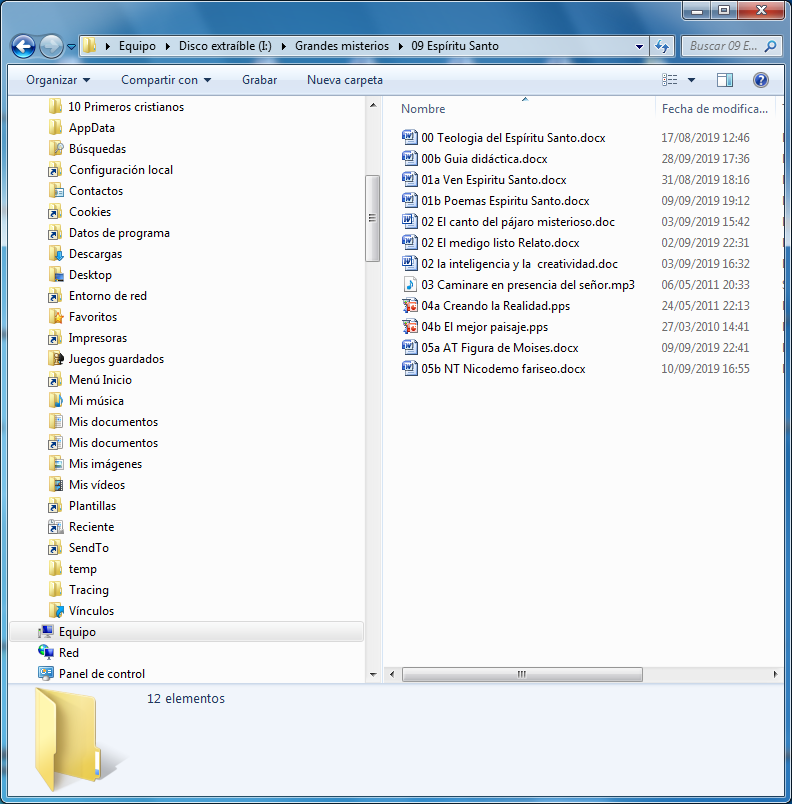 Equipo Disco extraíble (I:) Grandes misterios 09 Espíritu Santo
Buscar 09 E...
Organizar Compartir con Grabar Nueva carpeta
10 Primeros cristianos
AppData
Búsquedas
Configuración local
Contactos
Cookies
Datos de programa
Descargas
Desktop
Entorno de red
Favoritos
Impresoras
Juegos guardados
Menú Inicio
Mi música
Mis documentos
Mis documentos
Mis imágenes
Mis vídeos
Plantillas
Reciente
SendTo
temp
Tracing
Vínculos
Equipo
Red
Panel de control
Nombre Fecha de modifica...
00 Teologia del Espíritu Santo.docx 17/08/2019 12:46
00b Guia didáctica.docx 28/09/2019 17:36
01a Ven Espiritu Santo.docx 31/08/2019 18:16
01b Poemas Espiritu Santo.docx 09/09/2019 19:12
02 El canto del pájaro misterioso.doc 03/09/2019 15:42
02 El medigo listo Relato.docx 02/09/2019 22:31
02 la inteligencia y la  creatividad.doc 03/09/2019 16:32
03 Caminare en presencia del señor.mp3 06/05/2011 20:33
04a Creando la Realidad.pps 24/05/2011 22:13
04b El mejor paisaje.pps 27/03/2010 14:41
05a AT Figura de Moises.docx 09/09/2019 22:41
05b NT Nicodemo fariseo.docx 10/09/2019 16:55
12 elementos